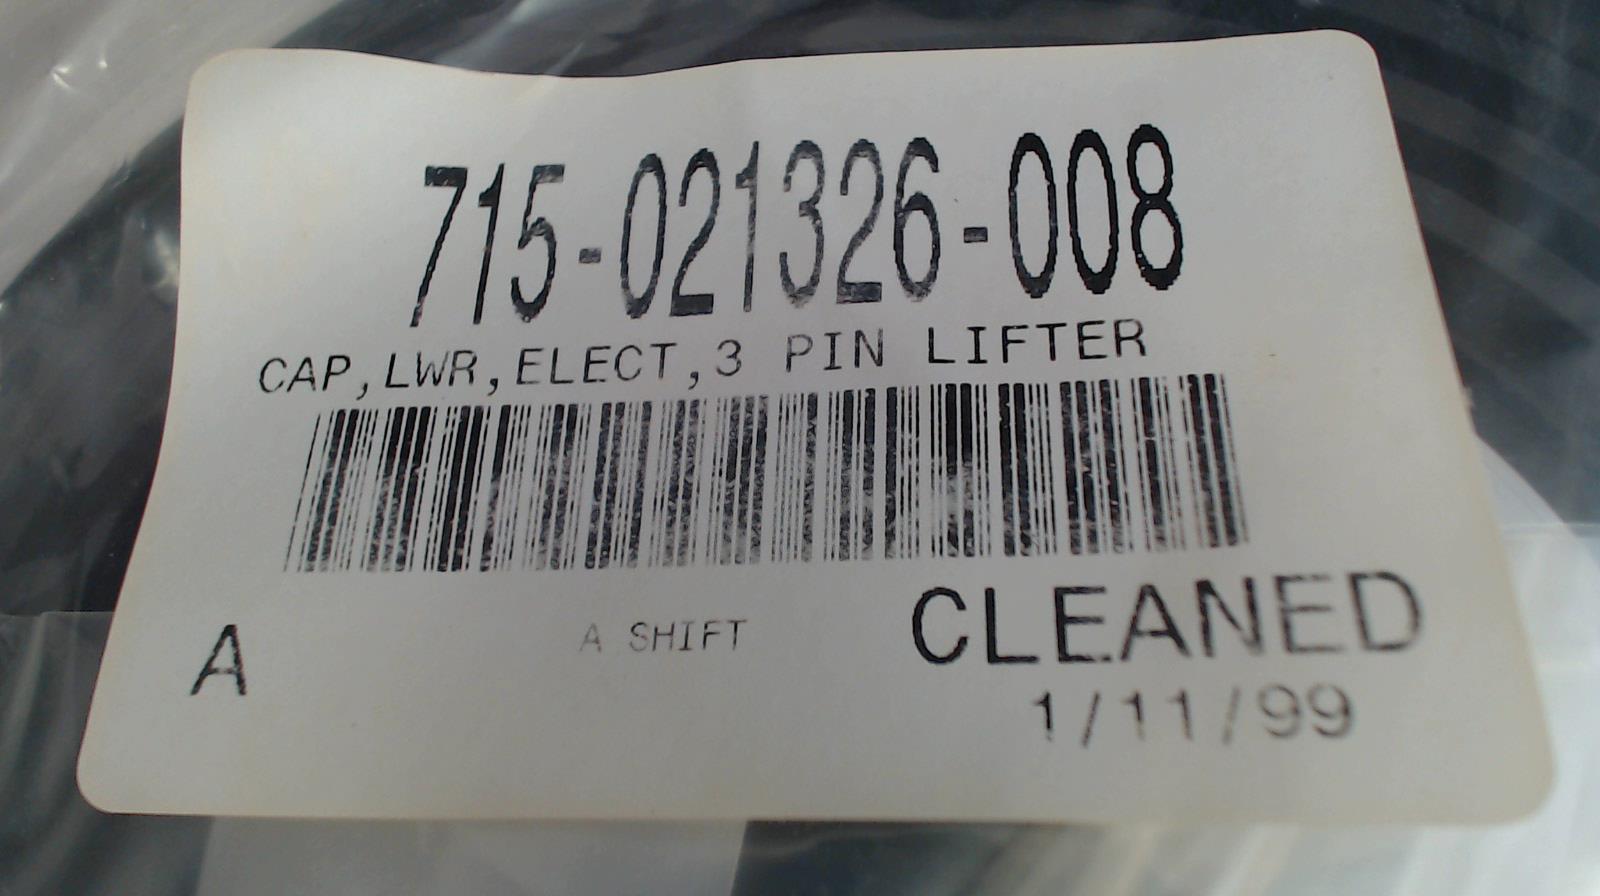 715-021326-008
CAP,LWR,ELECT,3 PIN LIFTER
A
A SHIFT
CLEANED
1/11/99